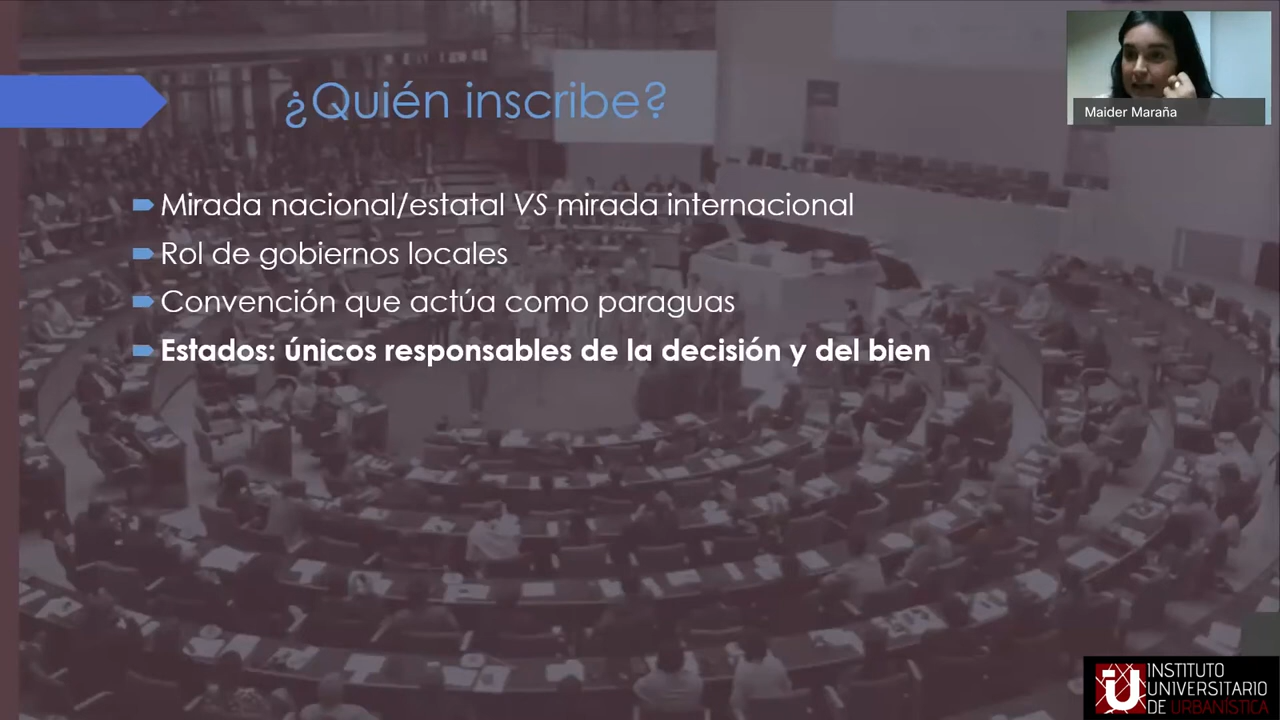 ¿Quién inscribe?
Maider Maraña
Mirada nacional/estatal VS mirada internacional
Rol de gobiernos locales
Convención que actúa como paraguas
Estados: únicos responsables de la decisión y del bien
iU INSTITUTO
UNIVERSITARIO
DE URBANÍSTICA